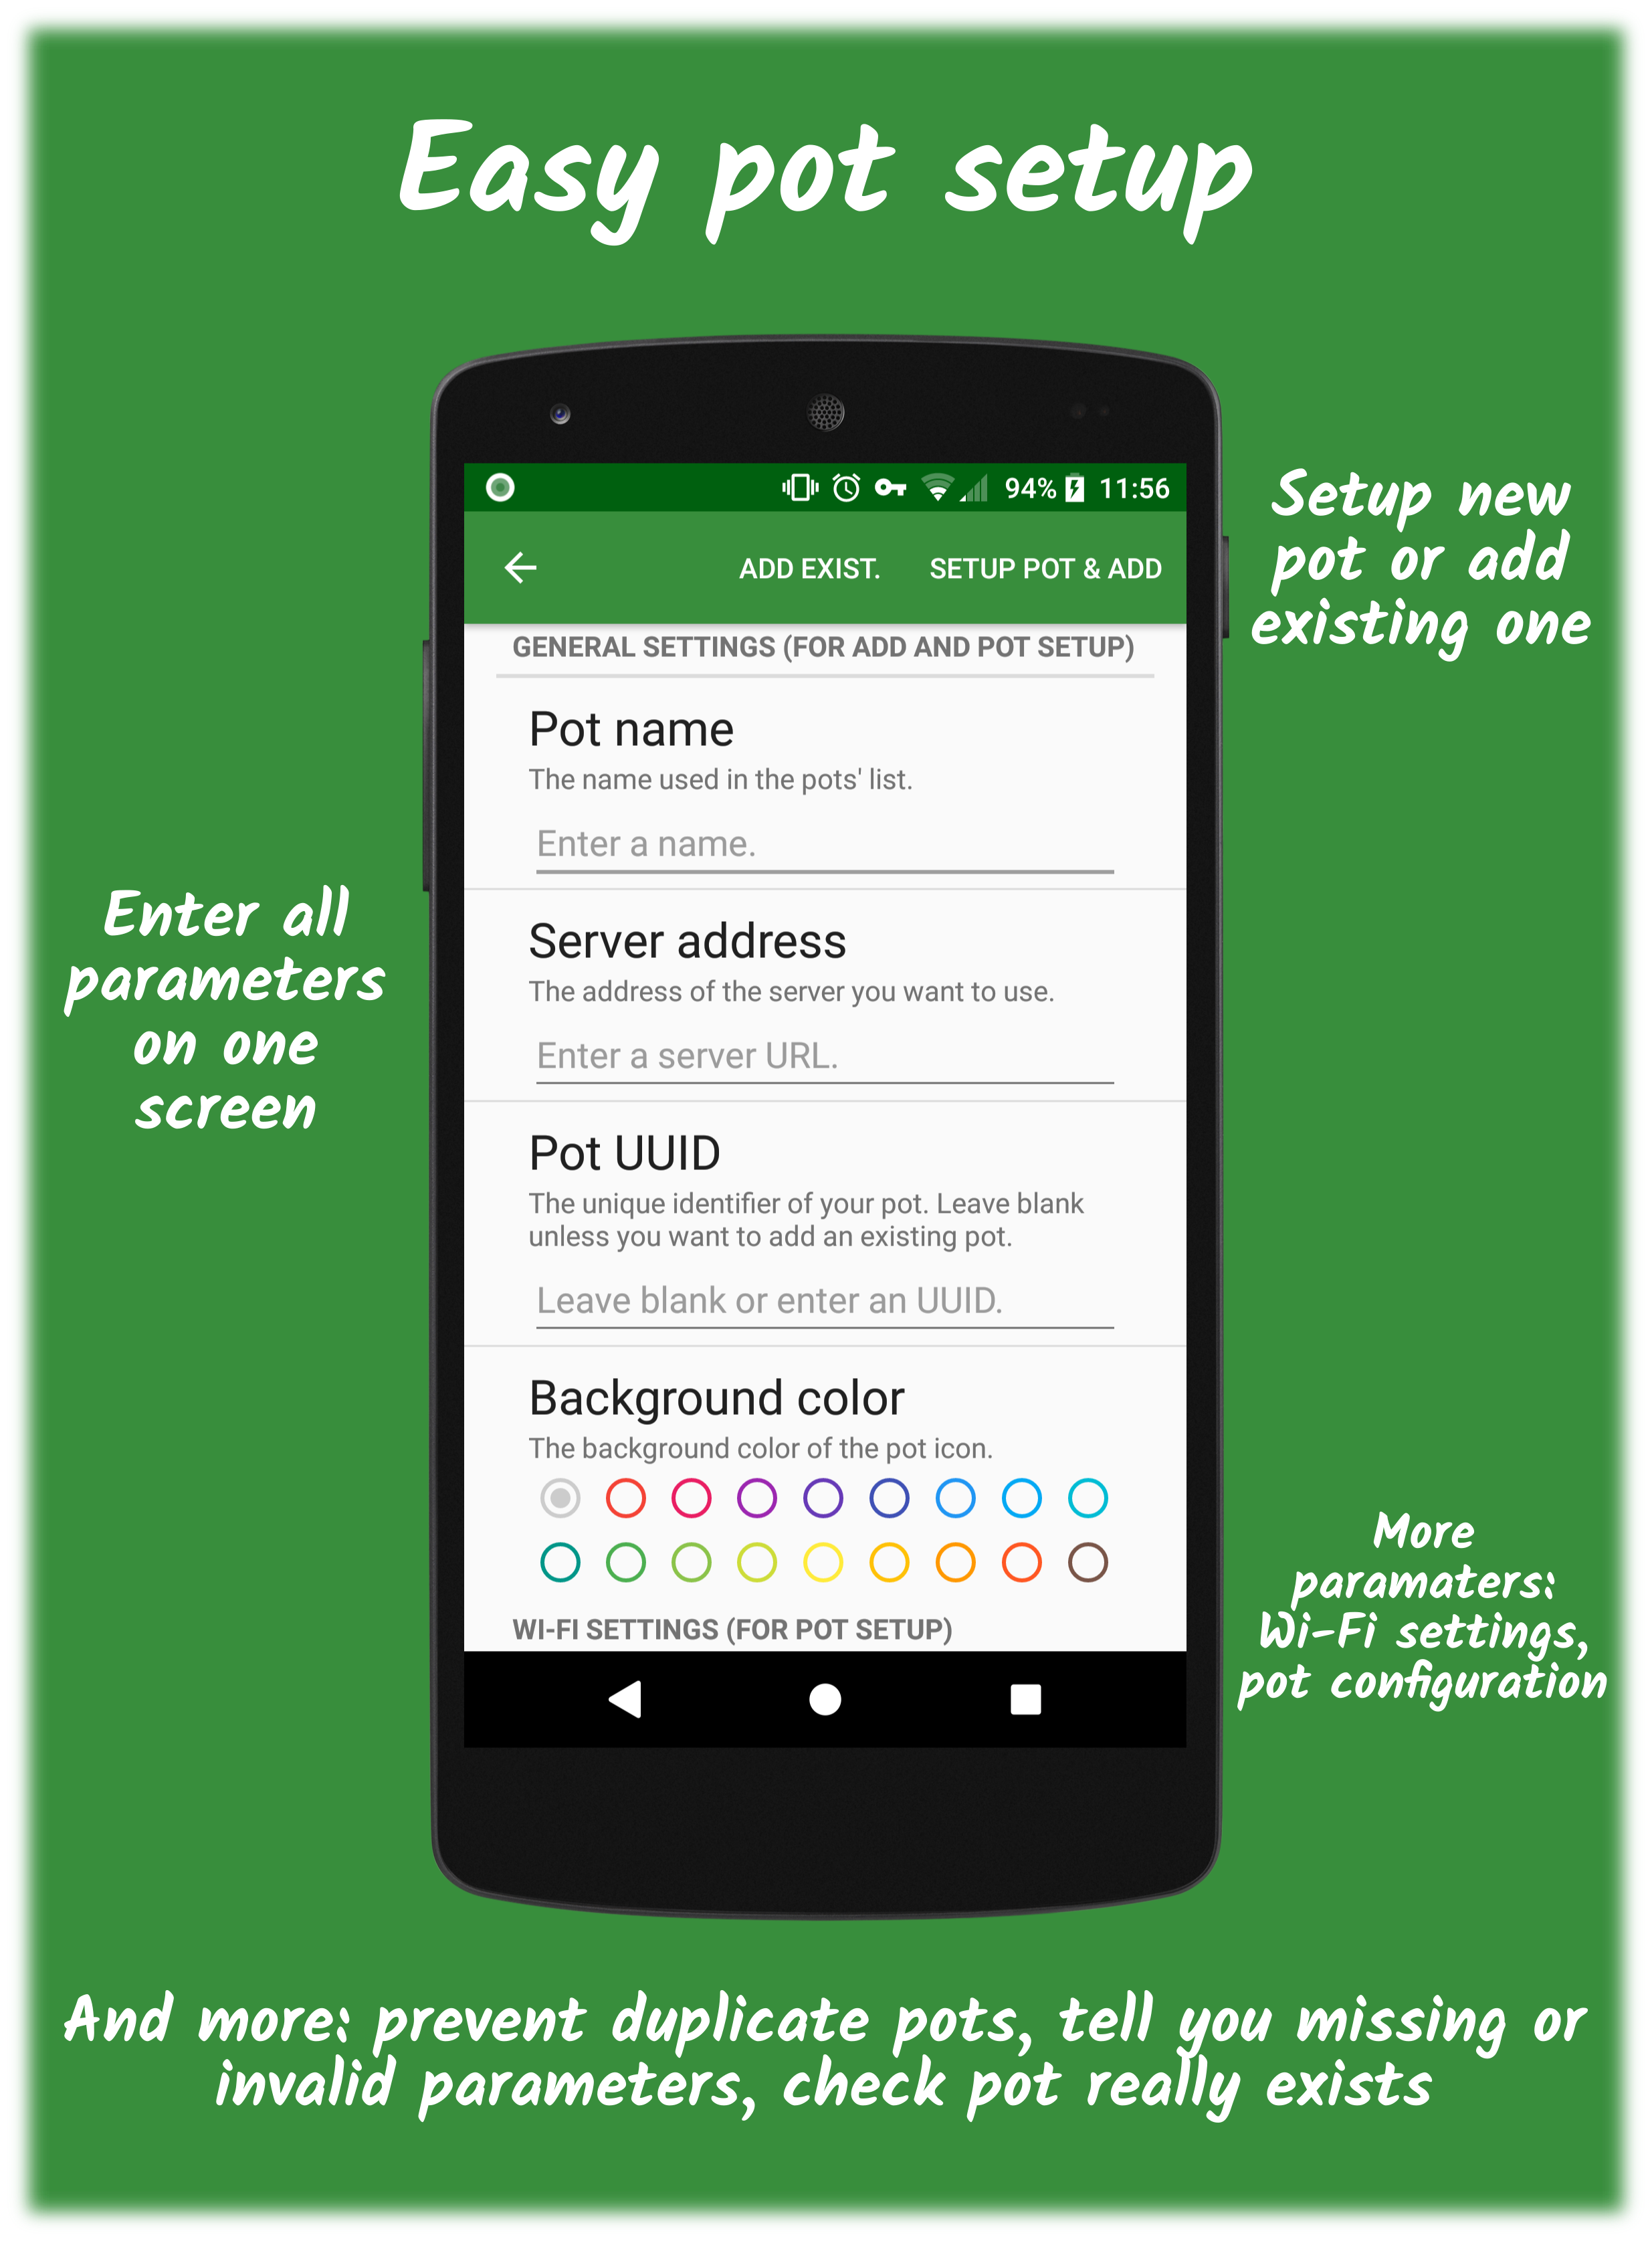 Easy pot setup
94% 11:56
ADD EXIST. SETUP POT & ADD
GENERAL SETTINGS (FOR ADD AND POT SETUP)
Pot name
The name used in the pots' list.
Enter a name.
Server address
The address of the server you want to use.
Enter a server URL.
Pot UUID
The unique identifier of your pot. Leave blank
unless you want to add an existing pot.
Leave blank or enter an UUID.
Background color
The background color of the pot icon.
WI-FI SETTINGS (FOR POT SETUP)
Setup new
pot or add
existing one
Enter all
parameters
on one
screen
More
paramaters:
Wi-Fi settings,
pot configuration
And more: prevent duplicate pots, tell you missing or
invalid parameters, check pot really exists